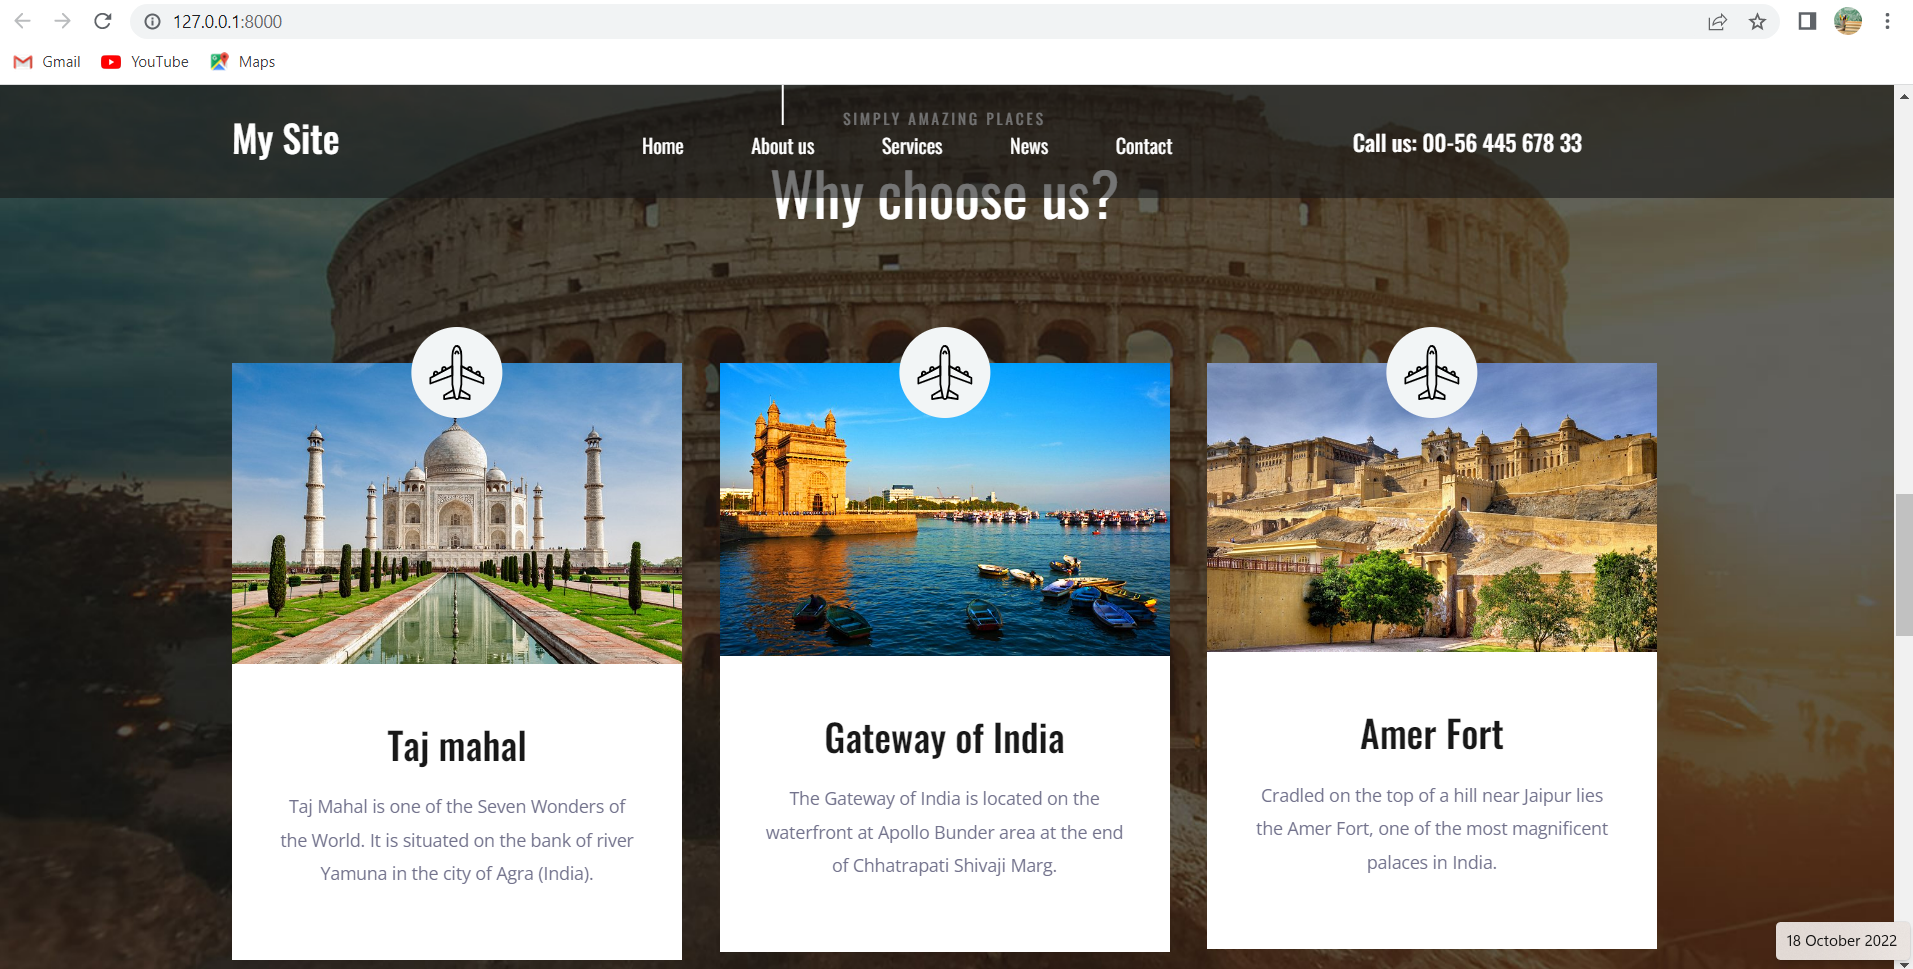 127.0.0.1:8000
Gmail YouTube Maps
SIMPLY AMAZING PLACES
My Site
Home About us Services News Contact
Call us: 00-56 445 678 33
Why choose us?
Taj mahal
Taj Mahal is one of the Seven Wonders of
the World. It is situated on the bank of river
Yamuna in the city of Agra (India).
Gateway of India
The Gateway of India is located on the
waterfront at Apollo Bunder area at the end
of Chhatrapati Shivaji Marg.
Amer Fort
Cradled on the top of a hill near Jaipur lies
the Amer Fort, one of the most magnificent
palaces in India.
18 October 2022